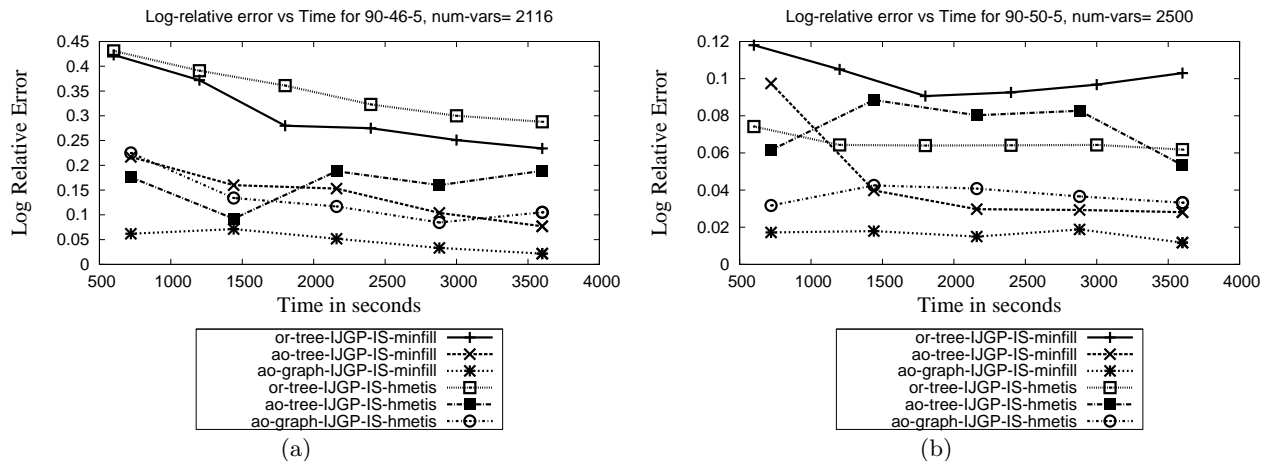 Log-relative error vs Time for 90-46-5, num-vars= 2116
Log Relative Error
0.45
0.4
0.35
0.3
0.25
0.2
0.15
0.1
0.05
0
500 1000 1500 2000 2500 3000 3500 4000
Time in seconds
or-tree-IJGP-IS-minfill
ao-tree-IJGP-IS-minfill
ao-graph-IJGP-IS-minfill
or-tree-IJGP-IS-hmetis
ao-tree-IJGP-IS-hmetis
ao-graph-IJGP-IS-hmetis
(a)
Log-relative error vs Time for 90-50-5, num-vars= 2500
Log Relative Error
0.12
0.1
0.08
0.06
0.04
0.02
0
500 1000 1500 2000 2500 3000 3500 4000
Time in seconds
or-tree-IJGP-IS-minfill
ao-tree-IJGP-IS-minfill
ao-graph-IJGP-IS-minfill
or-tree-IJGP-IS-hmetis
ao-tree-IJGP-IS-hmetis
ao-graph-IJGP-IS-hmetis
(b)